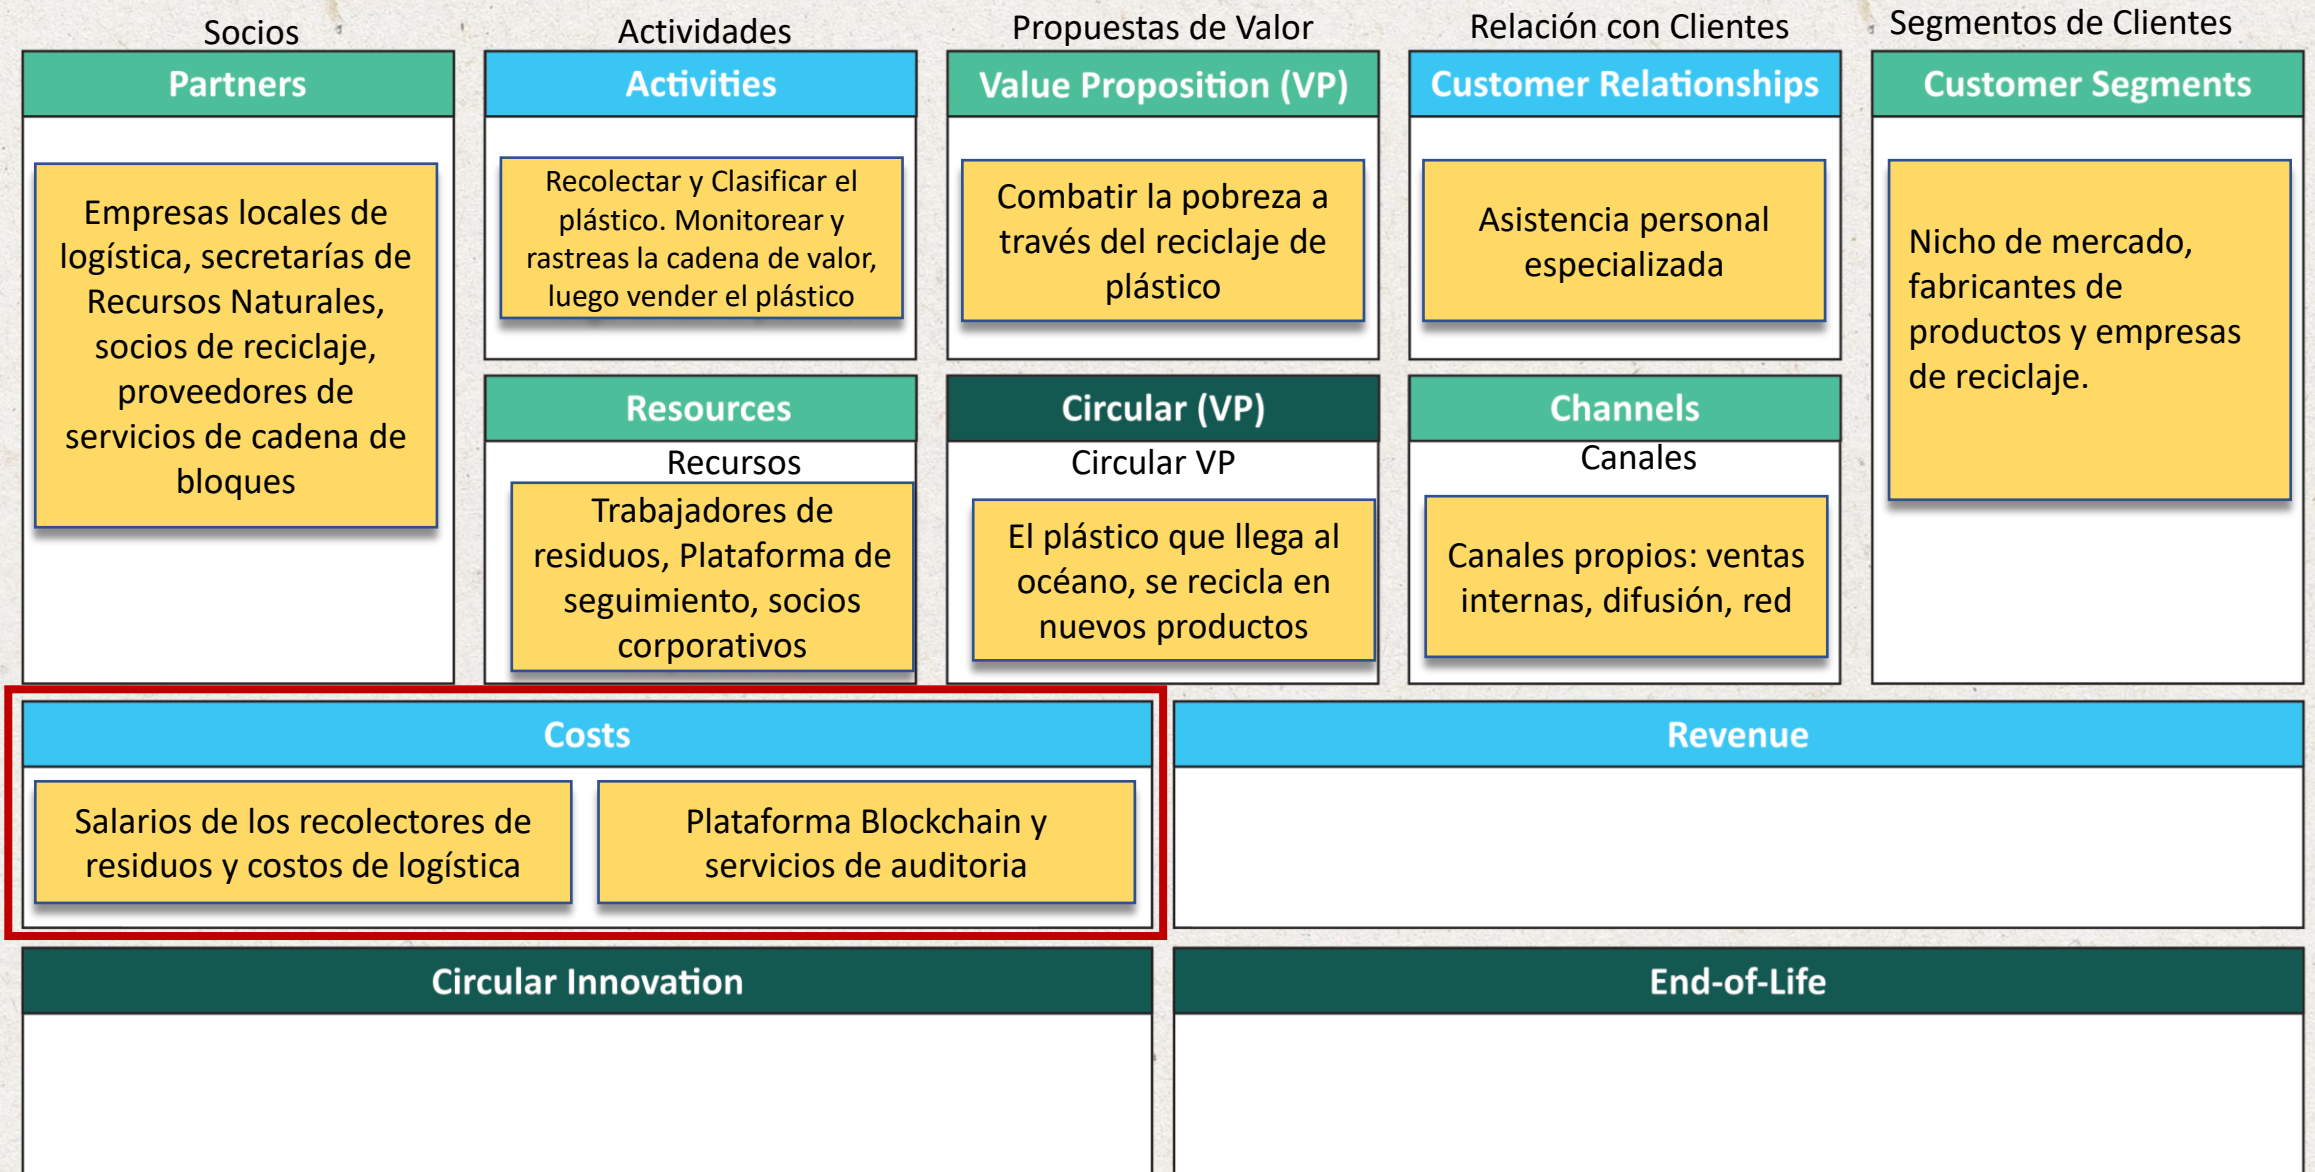 Socios
Partners
Empresas locales de
logística, secretarías de
Recursos Naturales,
socios de reciclaje,
proveedores de
servicios de cadena de
bloques
Actividades
Activities
Recolectar y Clasificar el
plástico. Monitorear y
rastreas la cadena de valor,
luego vender el plástico
Resources
Recursos
Trabajadores de
residuos, Plataforma de
seguimiento, socios
corporativos
Propuestas de Valor
Value Proposition (VP)
Combatir la pobreza a
través del reciclaje de
plástico
Circular (VP)
Circular VP
El plástico que llega al
océano, se recicla en
nuevos productos
Relación con Clientes
Customer Relationships
Asistencia personal
especializada
Channels
Canales
Canales propios: ventas
internas, difusión, red
Segmentos de Clientes
Customer Segments
Nicho de mercado,
fabricantes de
productos y empresas
de reciclaje.
Costs
Salarios de los recolectores de
residuos y costos de logística
Plataforma Blockchain y
servicios de auditoria
Revenue
Circular Innovation
End-of-Life